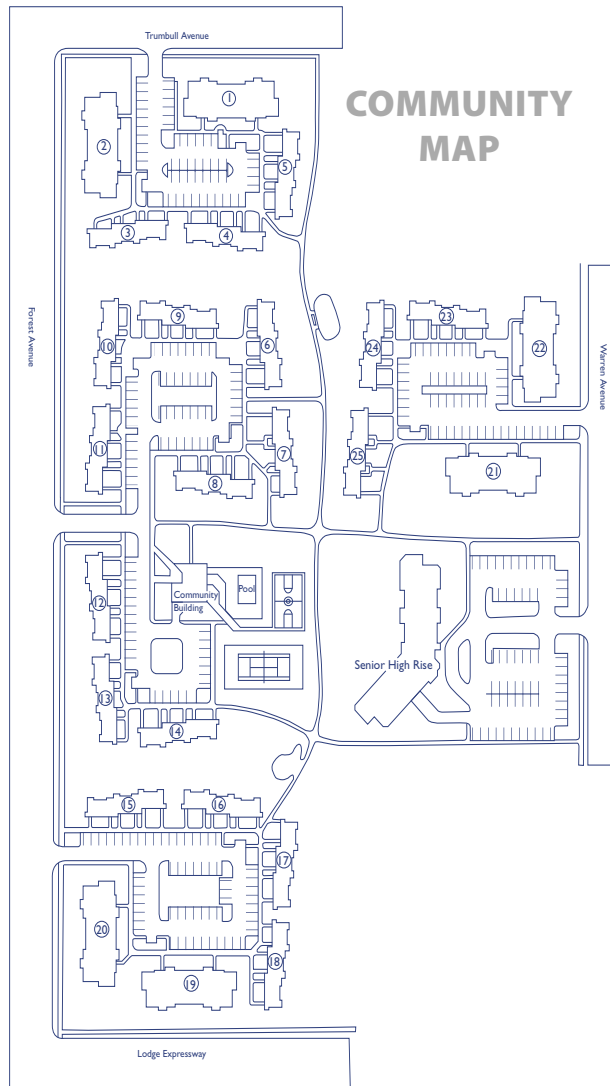 Trumbull Avenue
COMMUNITY
MAP
1
2
5
3
4
Forest Avenue
Warren Avenue
9
23
10
6
24
22
11
7
25
8
21
12
Community
Building
Pool
Senior High Rise
13
14
15
16
17
20
18
19
Lodge Expressway